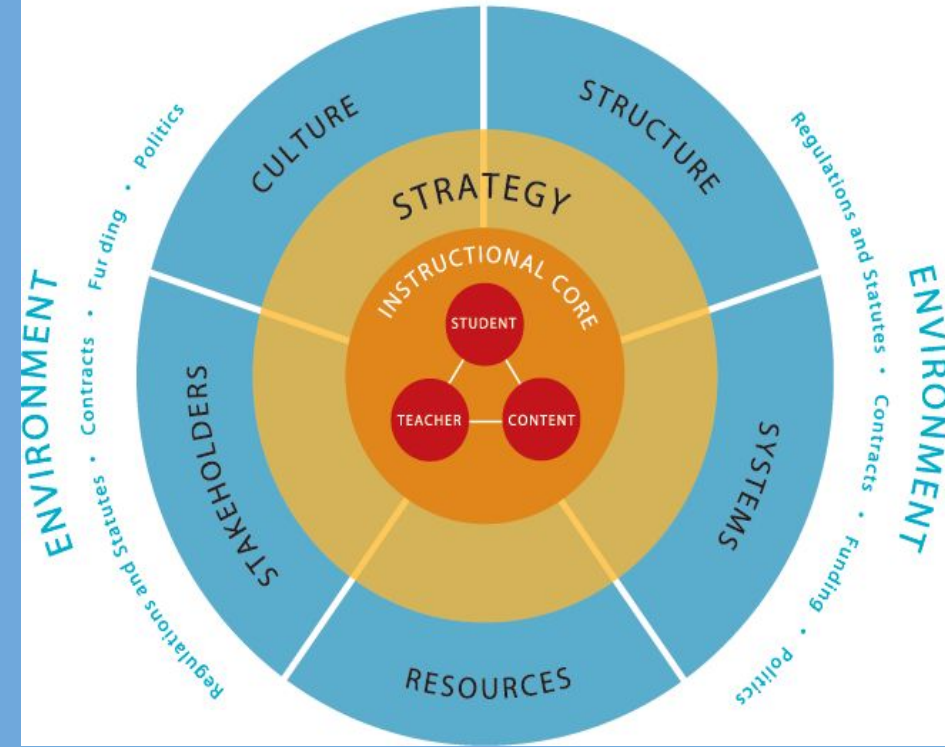 ENVIRONMENT
Regulations and Statutes • Contracts • Fur ding • Politics
CULTURE
STRUCTURE
STRATEGY
INSTRUCTIONAL CORE
STUDENT
TEACHER
CONTENT
STAKEHOLDERS
SYSTEMS
RESOURCES
Regulations and Statutes • Contracts • Funding • Politics
ENVIRONMENT